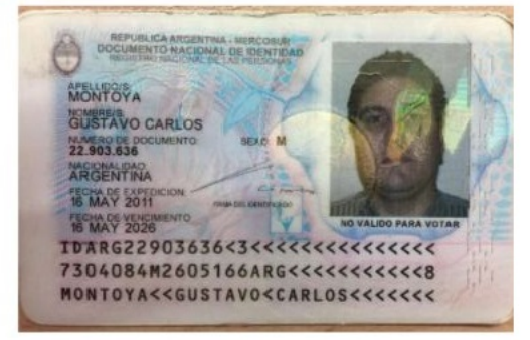 REPUBLICA ARGENTINA - MERCOSUR
DOCUMENTO NACIONAL DE IDENTIDAD
REGISTRO NACIONAL DE LAS PERSONAS
APELLIDO/S
MONTOYA
NOMBRE/S
GUSTAVO CARLOS
NUMERO DE DOCUMENTO: SEXO: M
22.903.636
NACIONALIDAD
ARGENTINA
FECHA DE EXPEDICION
16 MAY 2011
FIRMA DEL IDENTIFICADO
FECHA DE VENCIMIENTO
16 MAY 2026
NO VALIDO PARA VOTAR
IDARG22903636<3<<<<<<<<<<<<<<<
7304084M2605166ARG<<<<<<<<<<<8
MONTOYA<<GUSTAVO<CARLOS<<<<<<<